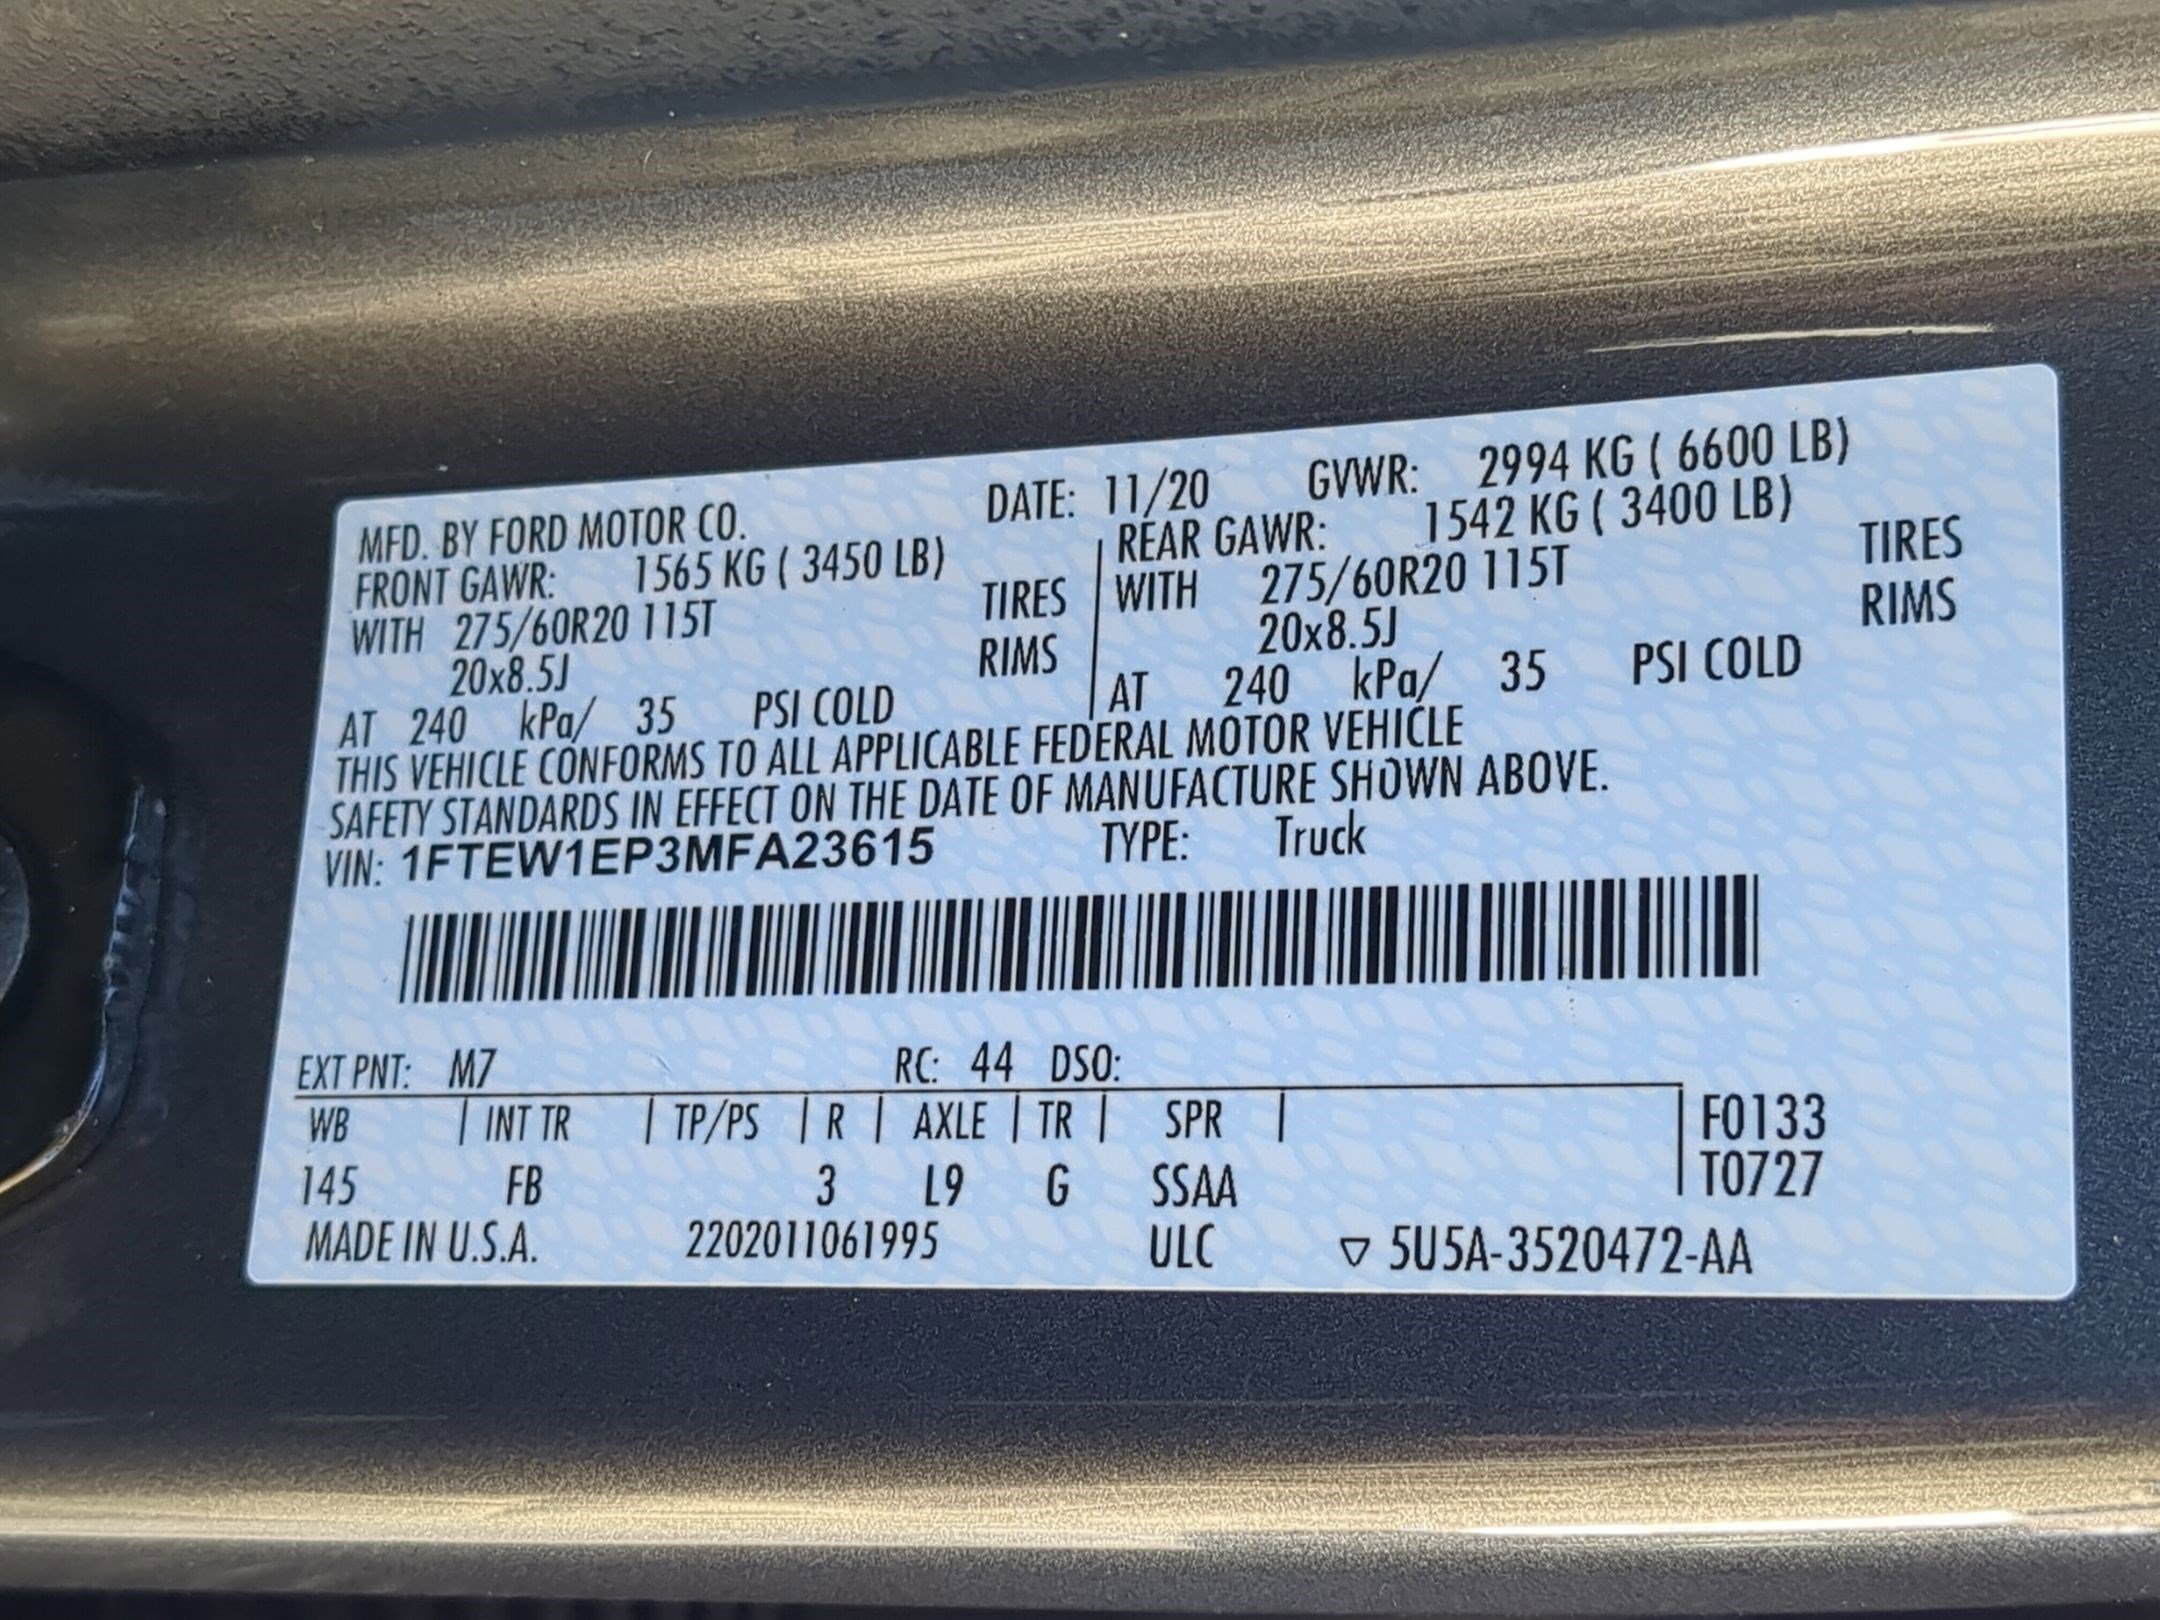 MFD. BY FORD MOTOR CO. DATE: 11/20 GVWR: 2994 KG ( 6600 LB)
FRONT GAWR: 1565 KG ( 3450 LB) REAR GAWR: 1542 KG ( 3400 LB)
WITH 275/60R20 115T TIRES WITH 275/60R20 115T TIRES
20x8.5J RIMS 20x8.5J RIMS
AT 240 kPa/ 35 PSI COLD AT 240 kPa/ 35 PSI COLD
THIS VEHICLE CONFORMS TO ALL APPLICABLE FEDERAL MOTOR VEHICLE
SAFETY STANDARDS IN EFFECT ON THE DATE OF MANUFACTURE SHOWN ABOVE.
VIN: 1FTEW1EP3MFA23615 TYPE: Truck
EXT PNT: M7 RC: 44 DSO:
WB | INT TR | TP/PS | R | AXLE | TR | SPR | F0133
145 FB 3 L9 G SSAA T0727
MADE IN U.S.A. 2202011061995 ULC ▽ 5U5A-3520472-AA